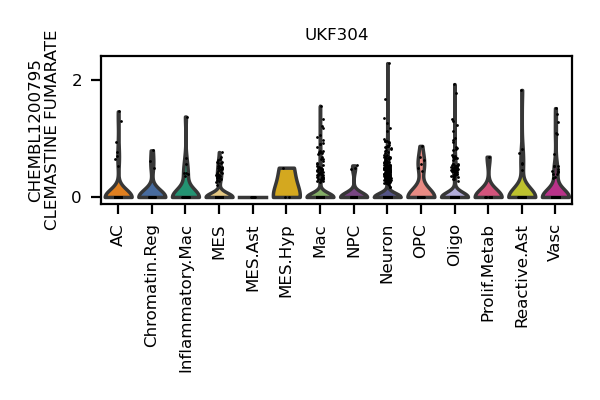 UKF304
CHEMBL1200795
CLEMASTINE FUMARATE
2
0
AC
Chromatin.Reg
Inflammatory.Mac
MES
MES.Ast
MES.Hyp
Mac
NPC
Neuron
OPC
Oligo
Prolif.Metab
Reactive.Ast
Vasc